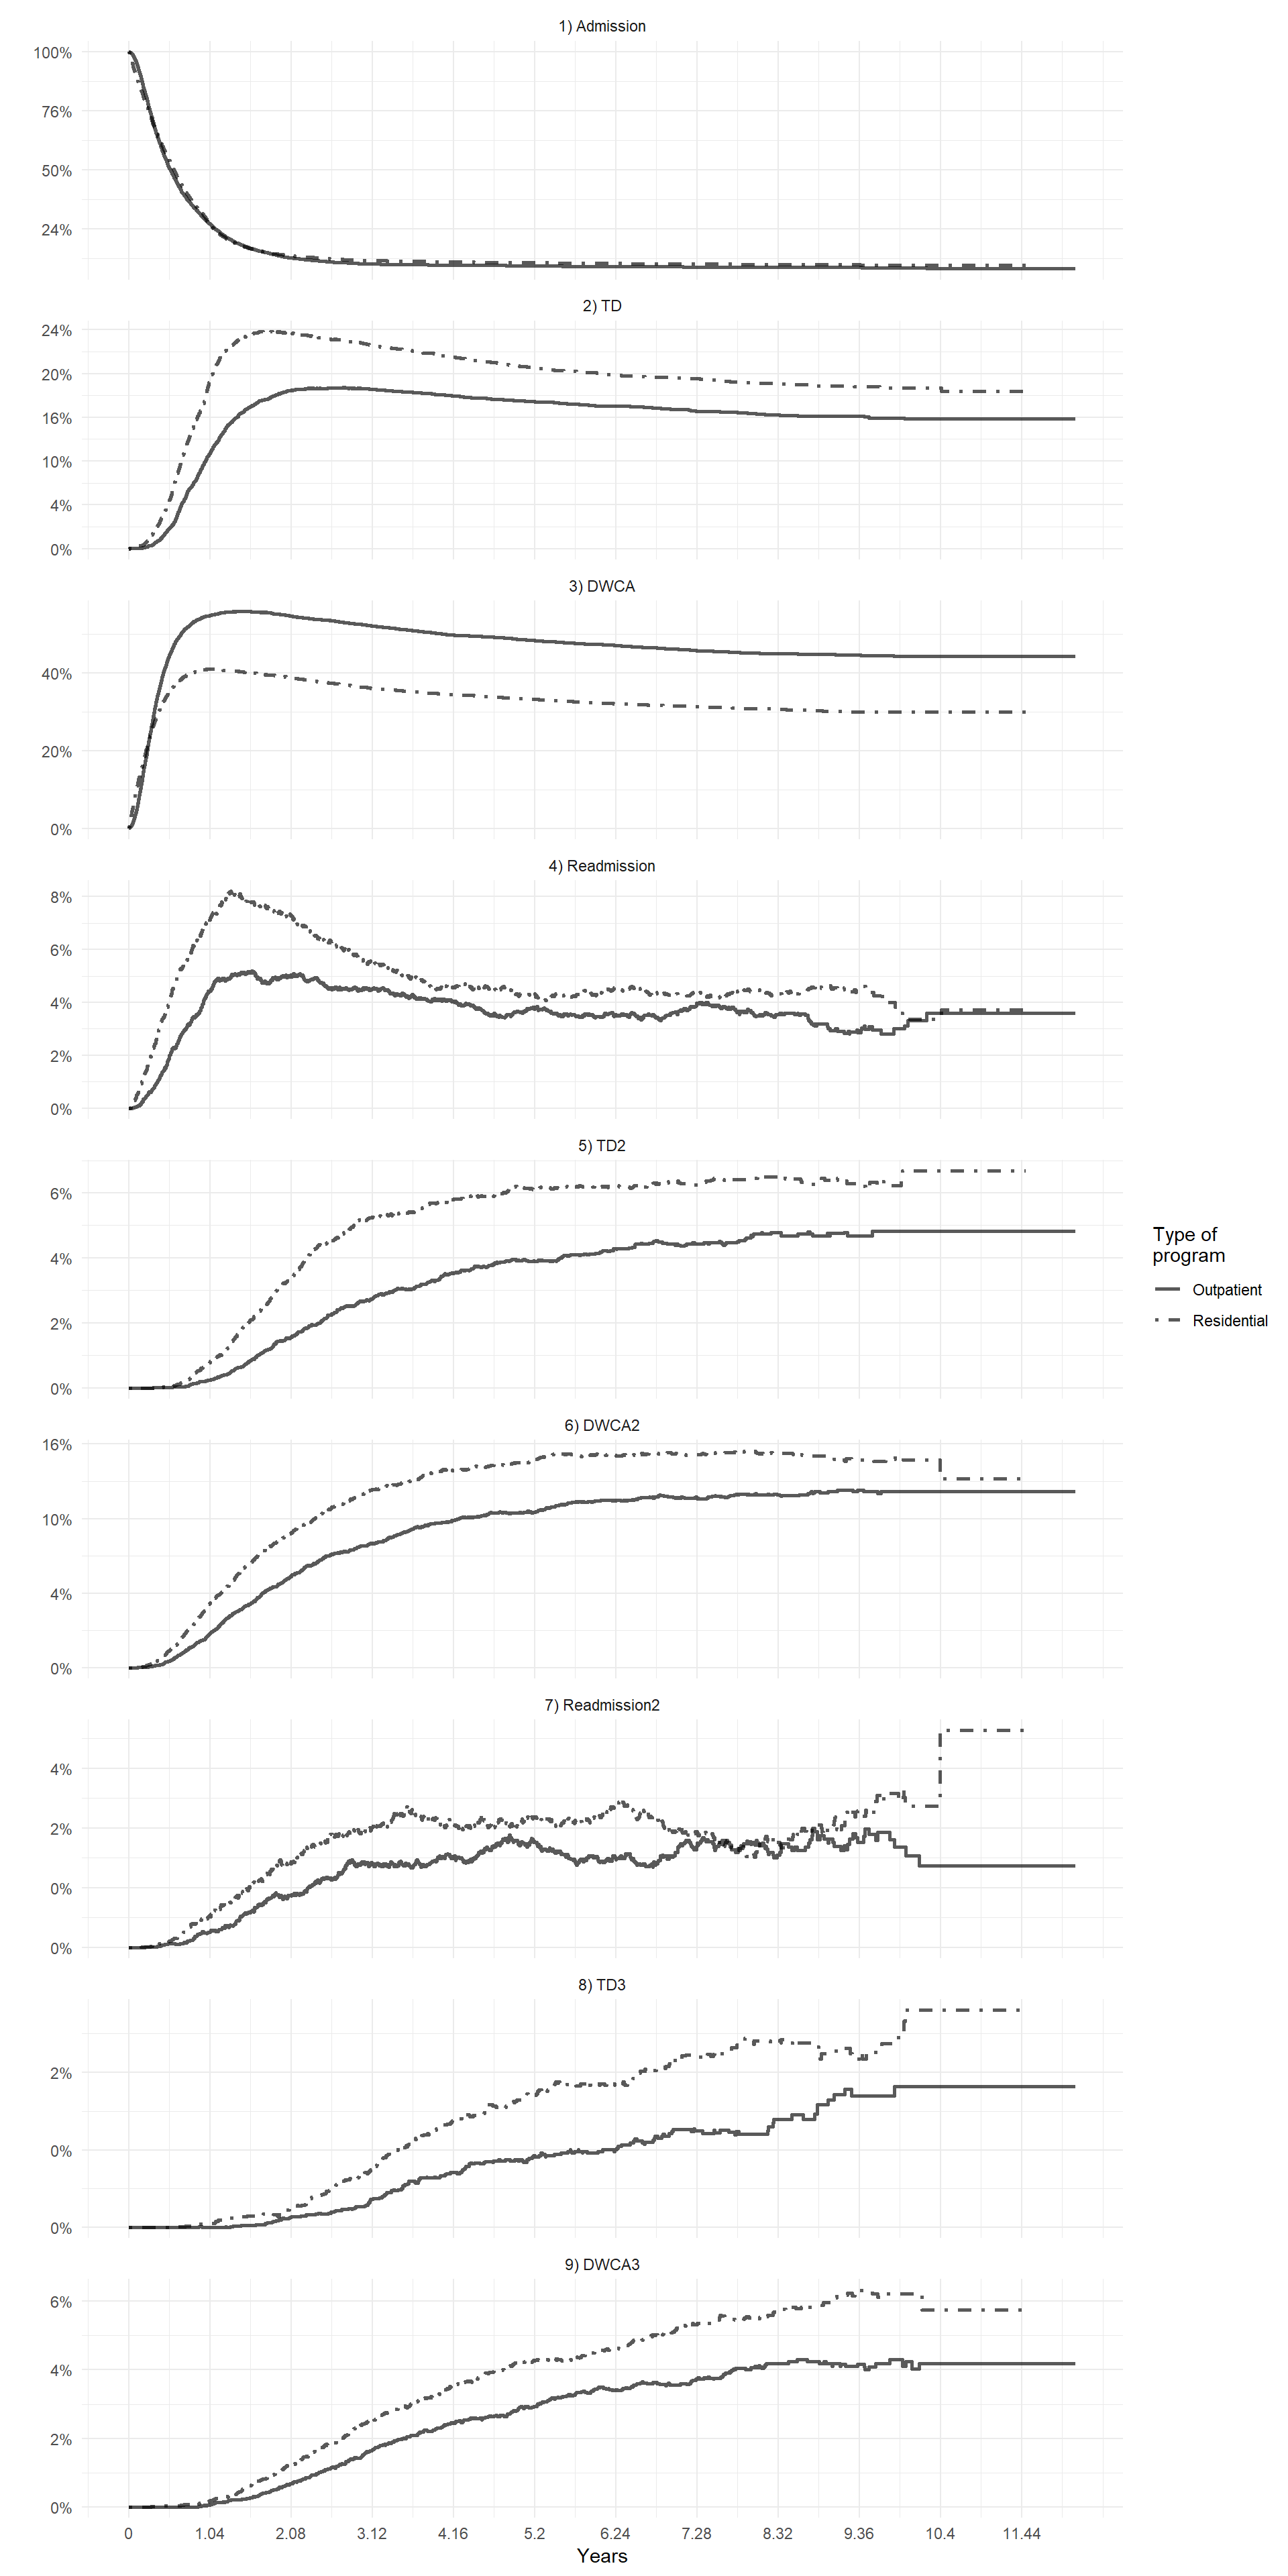 1) Admission
100%
76%
50%
24%
2) TD
24%
20%
16%
10%
4%
0%
3) DWCA
40%
20%
0%
4) Readmission
8%
6%
4%
2%
0%
5) TD2
6%
4%
2%
0%
Type of
program
Outpatient
Residential
6) DWCA2
16%
10%
4%
0%
7) Readmission2
4%
2%
0%
0%
8) TD3
2%
0%
0%
9) DWCA3
6%
4%
2%
0%
0 1.04 2.08 3.12 4.16 5.2 6.24 7.28 8.32 9.36 10.4 11.44
Years